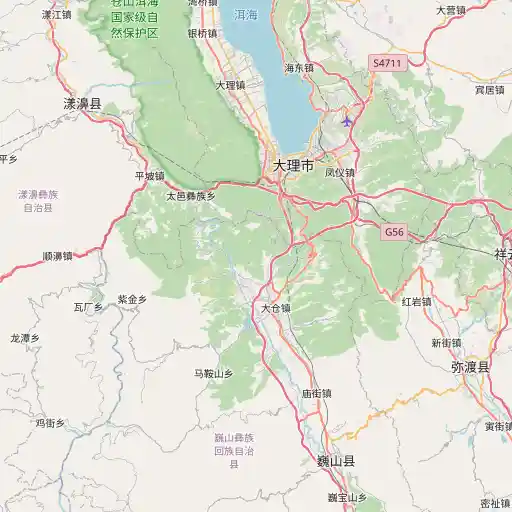 漾江镇
苍山洱海
国家级自
然保护区
湾桥镇
银桥镇
洱海
大营镇
海东镇
S4711
宾居镇
大理镇
漾濞县
平乡
平坡镇
大理市
凤仪镇
太邑彝族乡
漾濞彝族
自治县
G56
顺濞镇
祥云
瓦厂乡
紫金乡
大仓镇
红岩镇
龙潭乡
新街镇
马鞍山乡
弥渡县
庙街镇
鸡街乡
寅街镇
巍山彝族
回族自治
县
巍山县
巍宝山乡
密祉镇